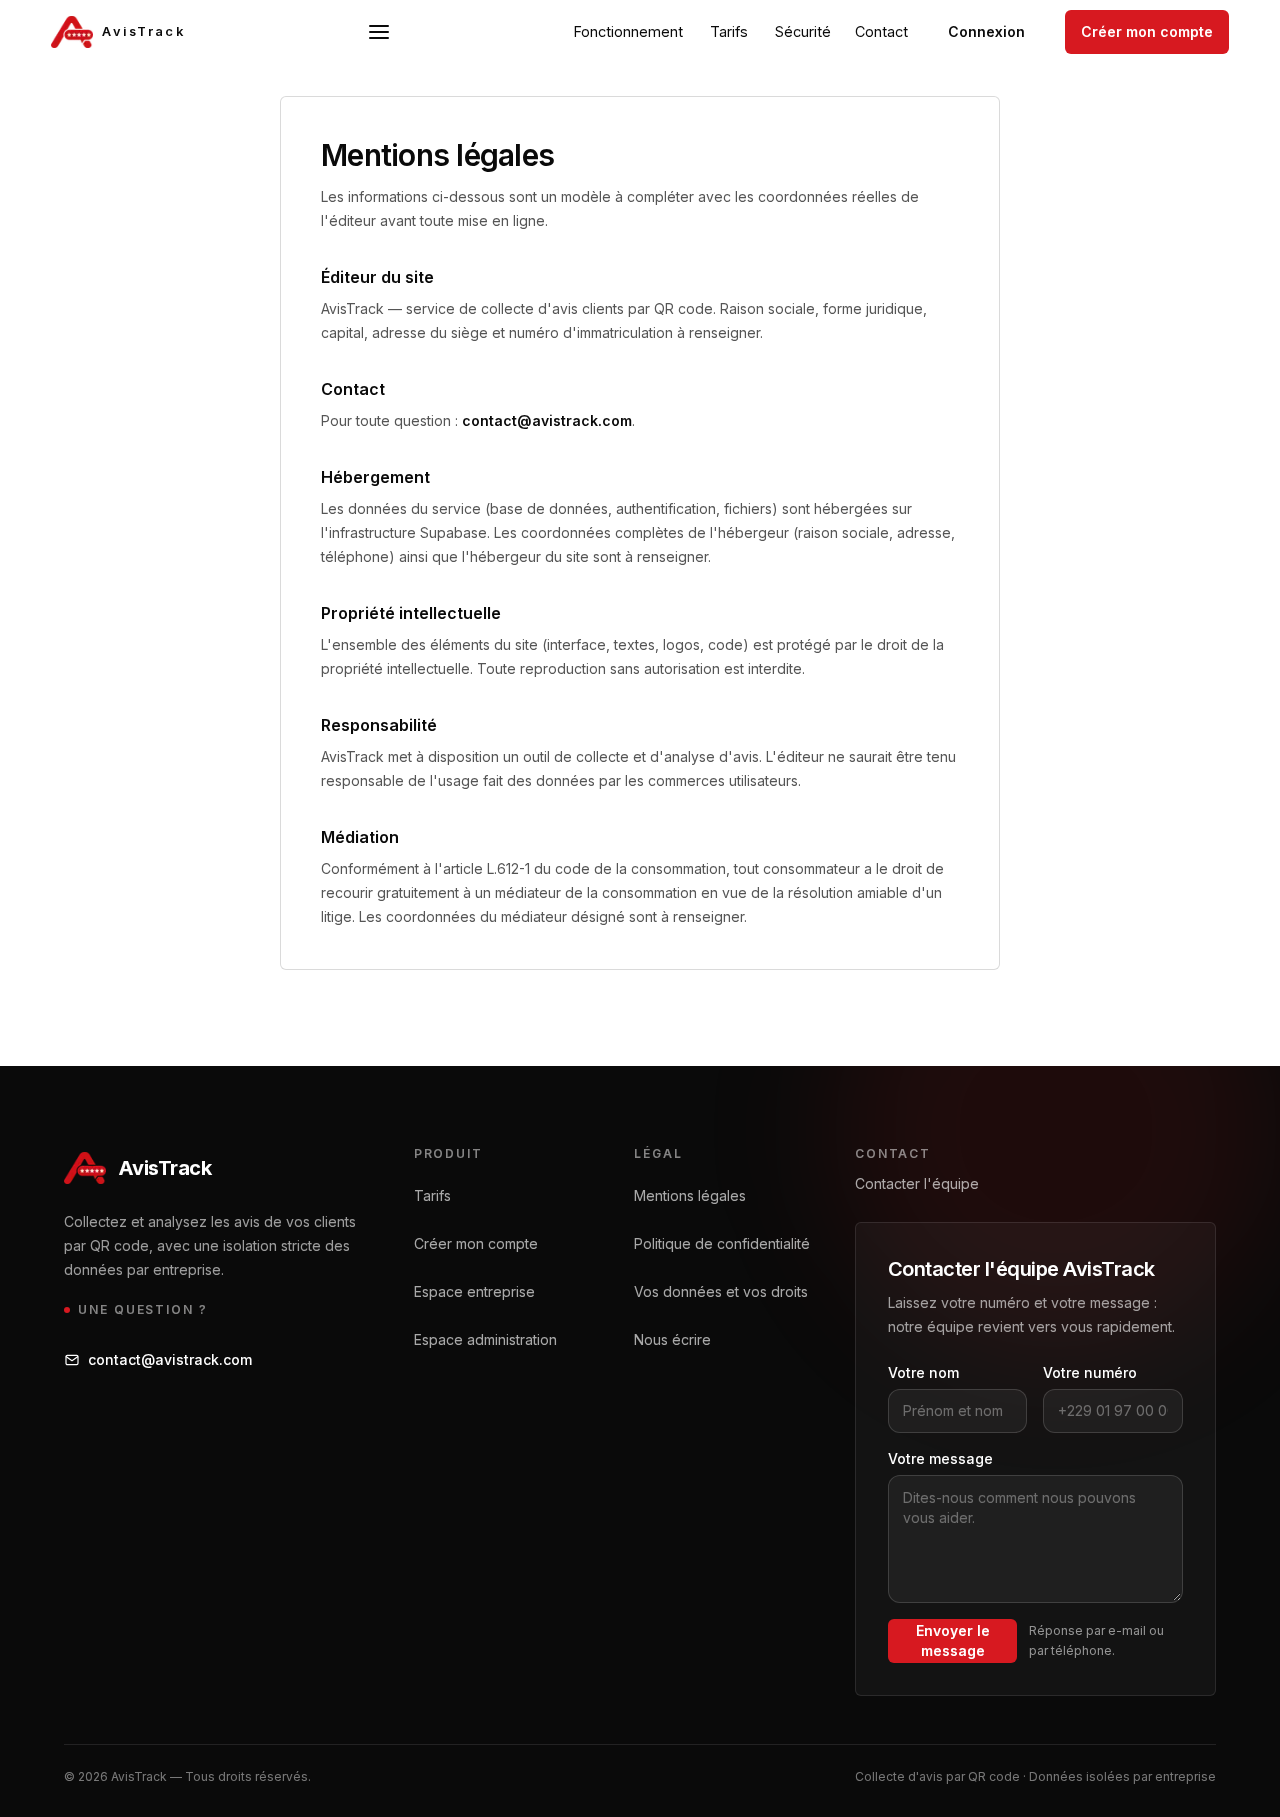 AvisTrack
Fonctionnement
Tarifs
Sécurité
Contact
Connexion
Créer mon compte
Mentions légales
Les informations ci-dessous sont un modèle à compléter avec les coordonnées réelles de
l'éditeur avant toute mise en ligne.
Éditeur du site
AvisTrack — service de collecte d'avis clients par QR code. Raison sociale, forme juridique,
capital, adresse du siège et numéro d'immatriculation à renseigner.
Contact
Pour toute question : contact@avistrack.com.
Hébergement
Les données du service (base de données, authentification, fichiers) sont hébergées sur
l'infrastructure Supabase. Les coordonnées complètes de l'hébergeur (raison sociale, adresse,
téléphone) ainsi que l'hébergeur du site sont à renseigner.
Propriété intellectuelle
L'ensemble des éléments du site (interface, textes, logos, code) est protégé par le droit de la
propriété intellectuelle. Toute reproduction sans autorisation est interdite.
Responsabilité
AvisTrack met à disposition un outil de collecte et d'analyse d'avis. L'éditeur ne saurait être tenu
responsable de l'usage fait des données par les commerces utilisateurs.
Médiation
Conformément à l'article L.612-1 du code de la consommation, tout consommateur a le droit de
recourir gratuitement à un médiateur de la consommation en vue de la résolution amiable d'un
litige. Les coordonnées du médiateur désigné sont à renseigner.
AvisTrack
Collectez et analysez les avis de vos clients
par QR code, avec une isolation stricte des
données par entreprise.
UNE QUESTION ?
contact@avistrack.com
PRODUIT
Tarifs
Créer mon compte
Espace entreprise
Espace administration
LÉGAL
Mentions légales
Politique de confidentialité
Vos données et vos droits
Nous écrire
CONTACT
Contacter l'équipe
Contacter l'équipe AvisTrack
Laissez votre numéro et votre message :
notre équipe revient vers vous rapidement.
Votre nom
Votre numéro
Prénom et nom
+229 01 97 00 0
Votre message
Dites-nous comment nous pouvons
vous aider.
Envoyer le
message
Réponse par e-mail ou
par téléphone.
© 2026 AvisTrack — Tous droits réservés.
Collecte d'avis par QR code · Données isolées par entreprise